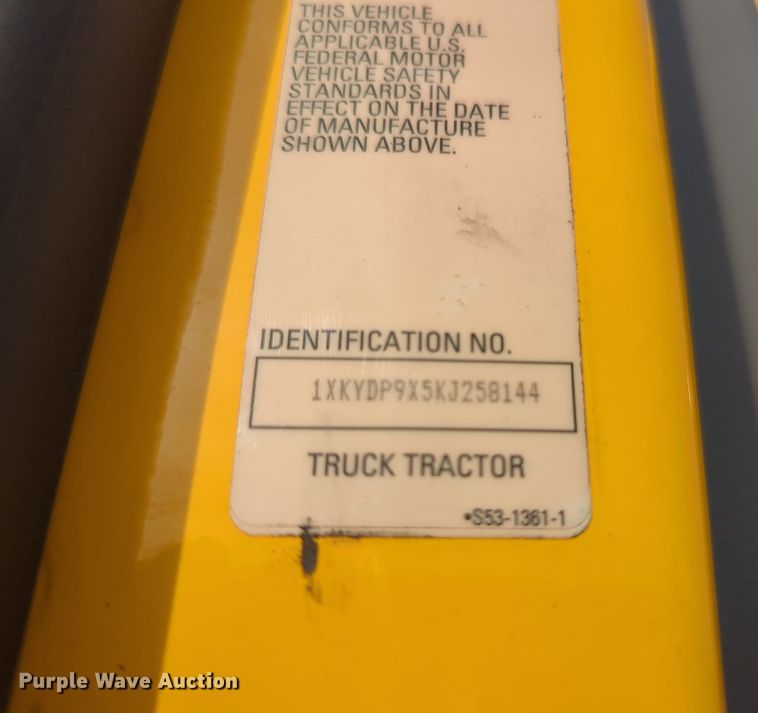 THIS VEHICLE
CONFORMS TO ALL
APPLICABLE U.S.
FEDERAL MOTOR
VEHICLE SAFETY
STANDARDS IN
EFFECT ON THE DATE
OF MANUFACTURE
SHOWN ABOVE.
IDENTIFICATION NO.
1XKYDP9X5KJ258144
TRUCK TRACTOR
•S53-1361-1
Purple Wave Auction